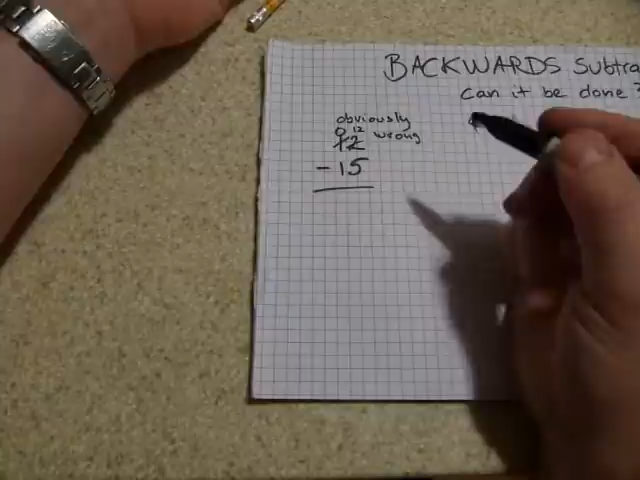 BACKWARDS Subtra
can it be done?
obviously
0 12 wrong
12
-15